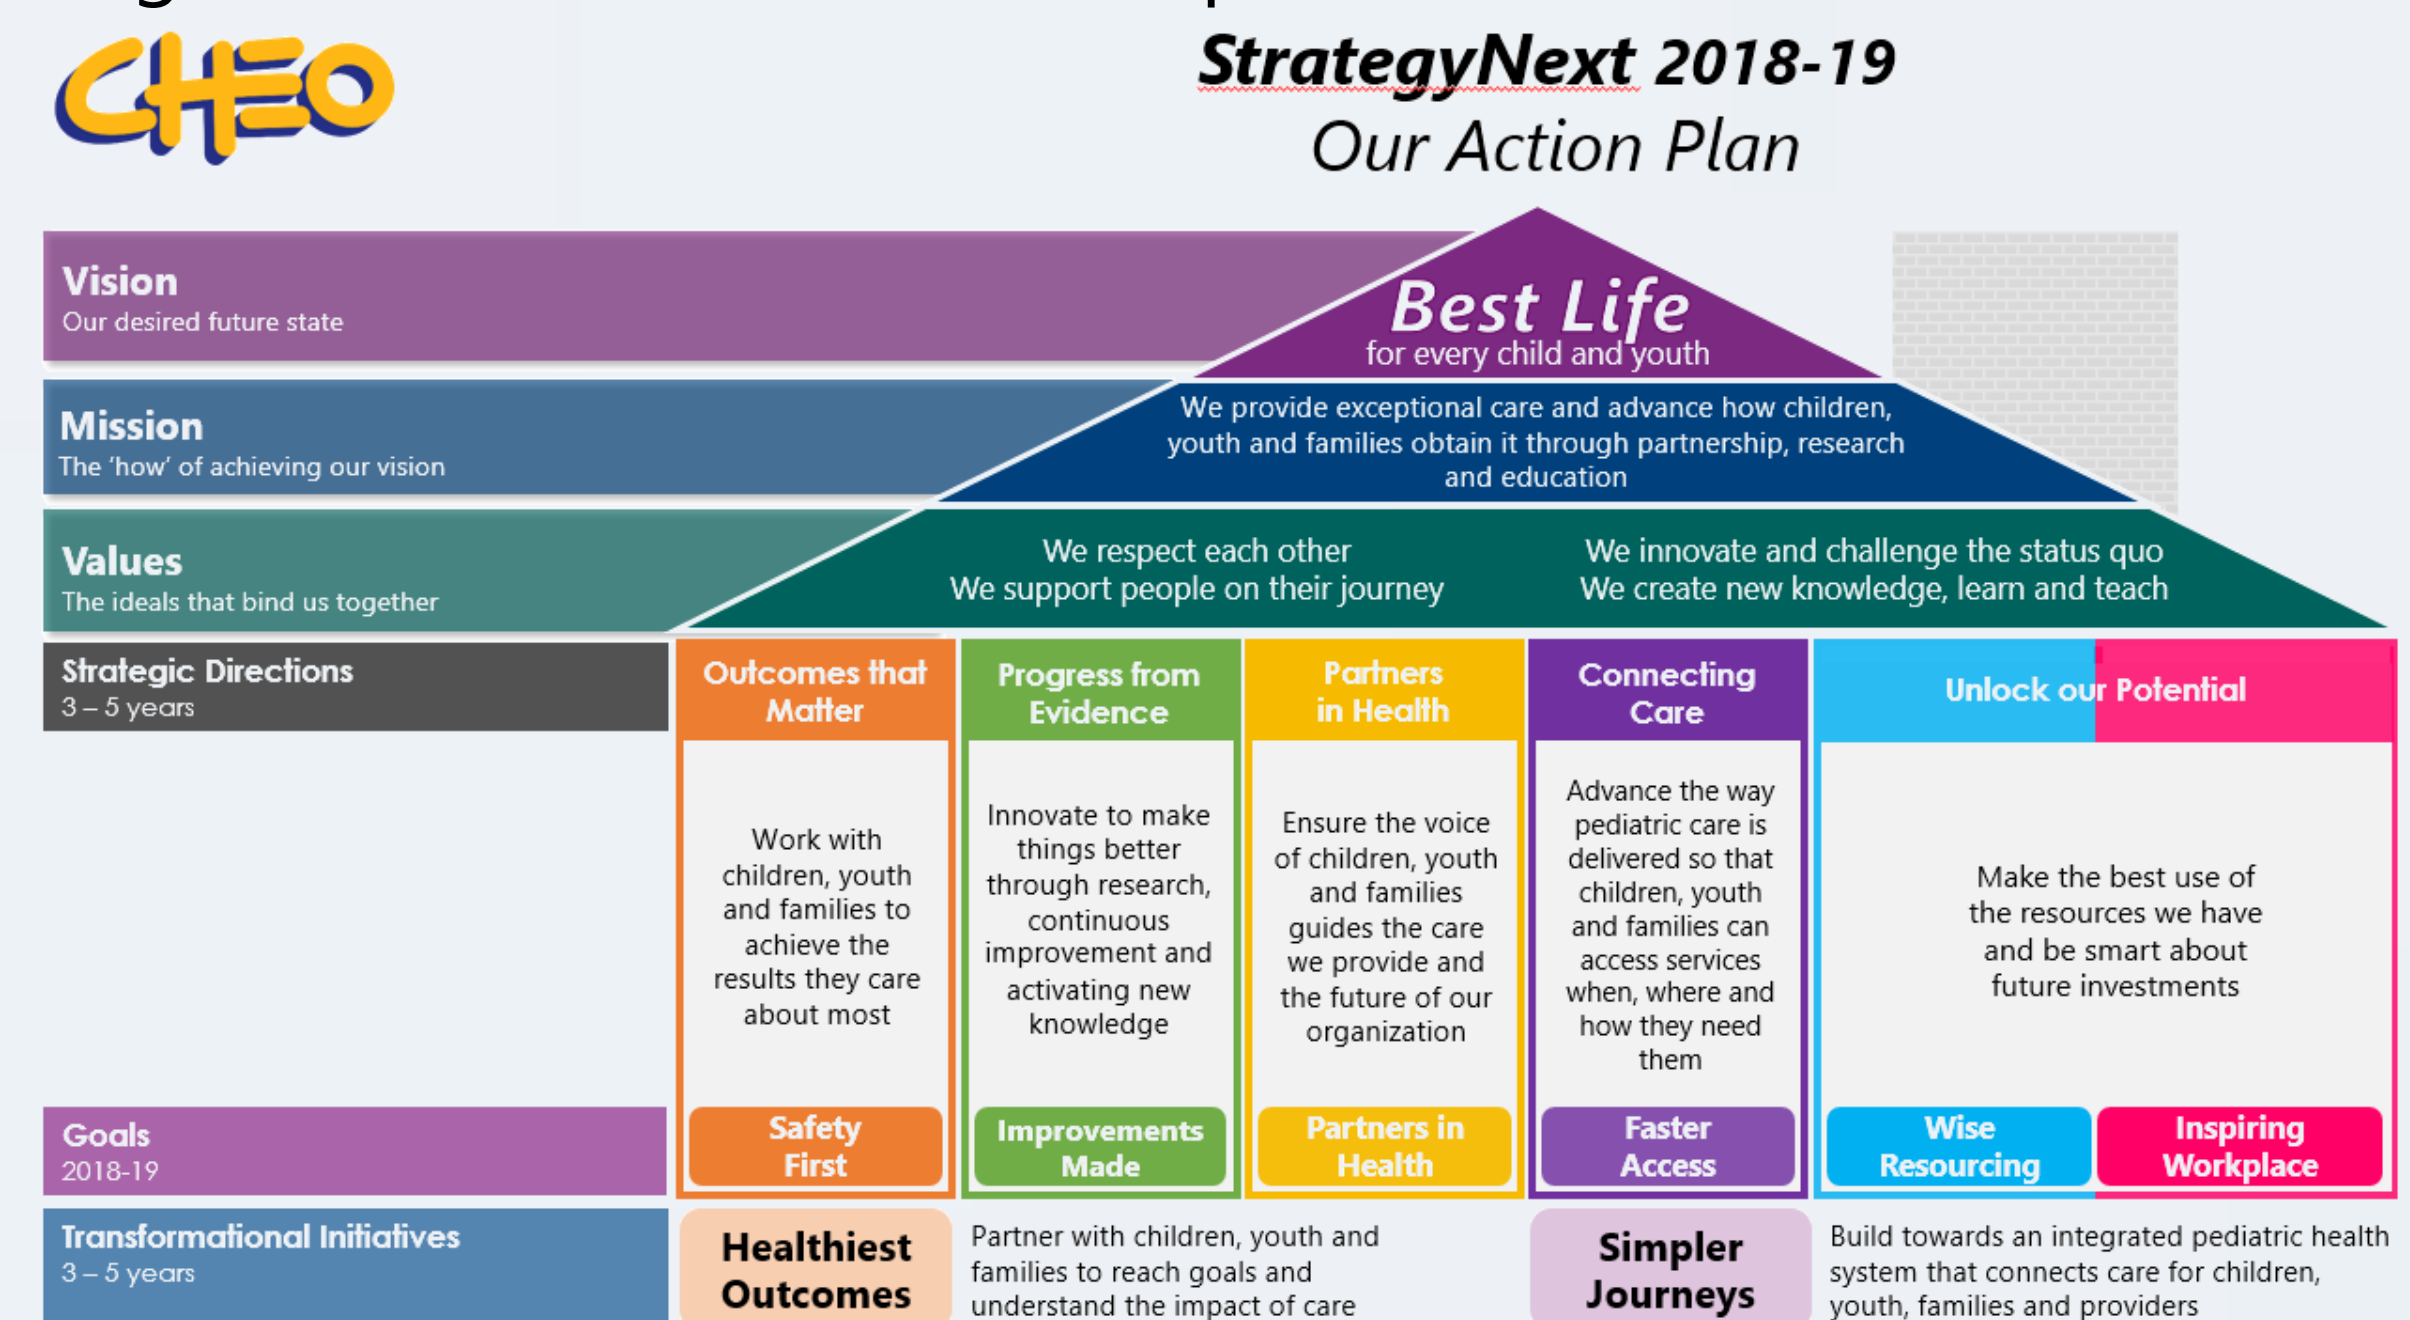 CHEO
StrategyNext 2018-19
Our Action Plan
Vision
Our desired future state
Best Life
for every child and youth
Mission
The ‘how’ of achieving our vision
We provide exceptional care and advance how children,
youth and families obtain it through partnership, research
and education
Values
The ideals that bind us together
We respect each other
We support people on their journey
We innovate and challenge the status quo
We create new knowledge, learn and teach
Strategic Directions
3 – 5 years
Outcomes that
Matter
Work with
children, youth
and families to
achieve the
results they care
about most
Progress from
Evidence
Innovate to make
things better
through research,
continuous
improvement and
activating new
knowledge
Partners
in Health
Ensure the voice
of children, youth
and families
guides the care
we provide and
the future of our
organization
Connecting
Care
Advance the way
pediatric care is
delivered so that
children, youth
and families can
access services
when, where and
how they need
them
Unlock our Potential
Make the best use of
the resources we have
and be smart about
future investments
Goals
2018-19
Safety
First
Improvements
Made
Partners in
Health
Faster
Access
Wise
Resourcing
Inspiring
Workplace
Transformational Initiatives
3 – 5 years
Healthiest
Outcomes
Partner with children, youth and
families to reach goals and
understand the impact of care
Simpler
Journeys
Build towards an integrated pediatric health
system that connects care for children,
youth, families and providers